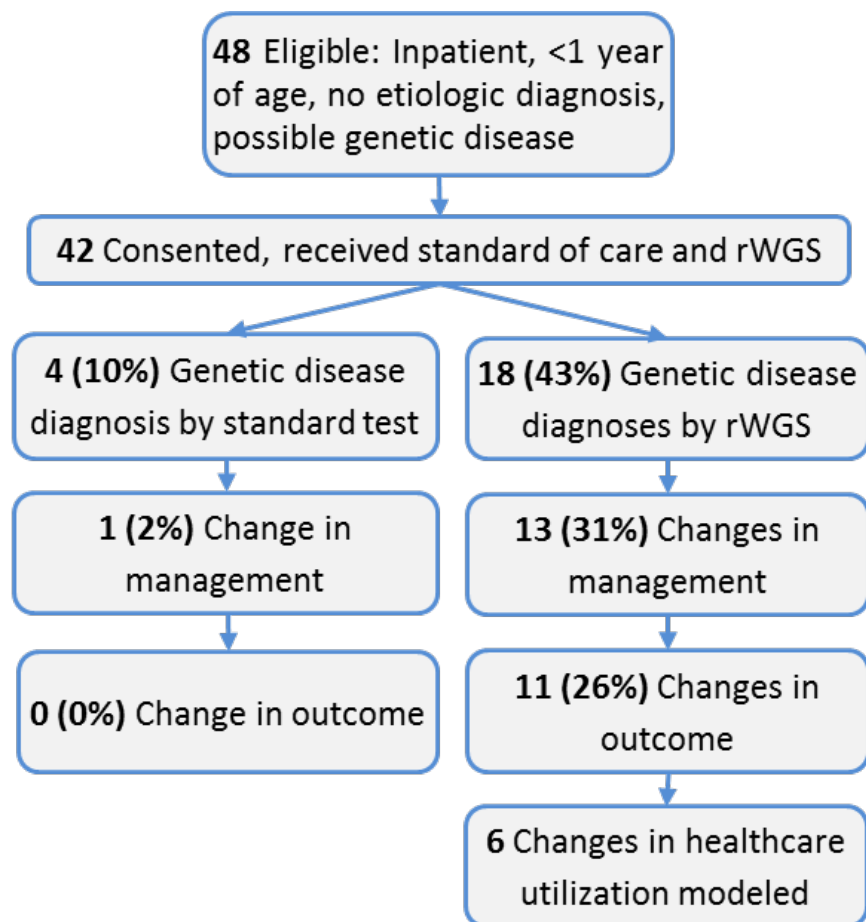 48 Eligible: Inpatient, <1 year
of age, no etiologic diagnosis,
possible genetic disease
42 Consented, received standard of care and rWGS
4 (10%) Genetic disease
diagnosis by standard test
18 (43%) Genetic disease
diagnoses by rWGS
1 (2%) Change in
management
13 (31%) Changes in
management
0 (0%) Change in outcome
11 (26%) Changes in
outcome
6 Changes in healthcare
utilization modeled